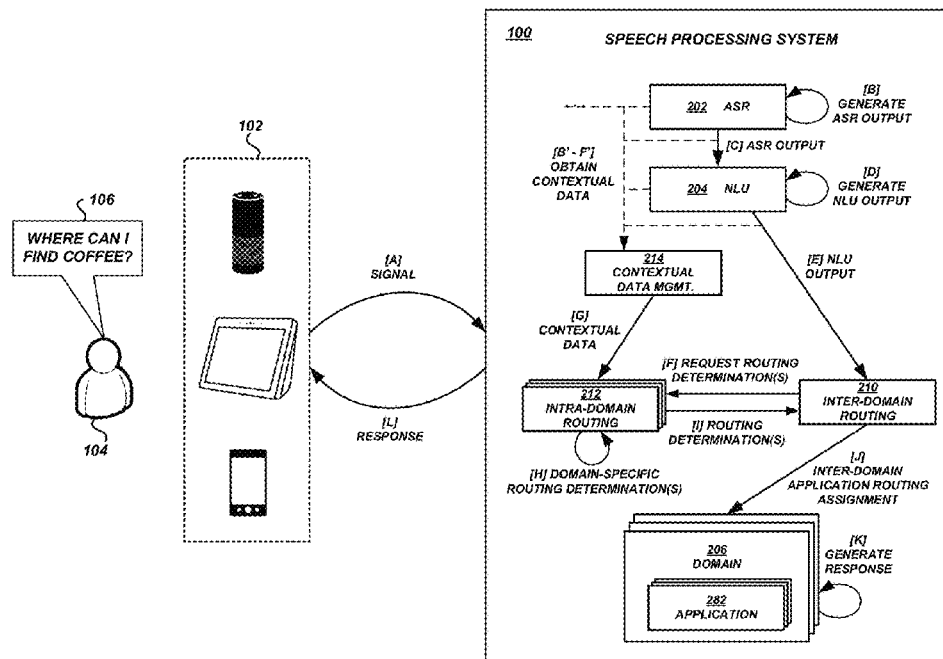 100
SPEECH PROCESSING SYSTEM
202 ASR
[B]
GENERATE
ASR OUTPUT
[C] ASR OUTPUT
[B' - F']
OBTAIN
CONTEXTUAL
DATA
204 NLU
[D]
GENERATE
NLU OUTPUT
102
106
WHERE CAN I
FIND COFFEE?
104
[A]
SIGNAL
[L]
RESPONSE
214
CONTEXTUAL
DATA MGMT.
[E] NLU
OUTPUT
[G]
CONTEXTUAL
DATA
[F] REQUEST ROUTING
DETERMINATION(S)
212
INTRA-DOMAIN
ROUTING
210
INTER-DOMAIN
ROUTING
[I] ROUTING
DETERMINATION(S)
[H] DOMAIN-SPECIFIC
ROUTING DETERMINATION(S)
[J]
INTER-DOMAIN
APPLICATION ROUTING
ASSIGNMENT
206
DOMAIN
282
APPLICATION
[K]
GENERATE
RESPONSE